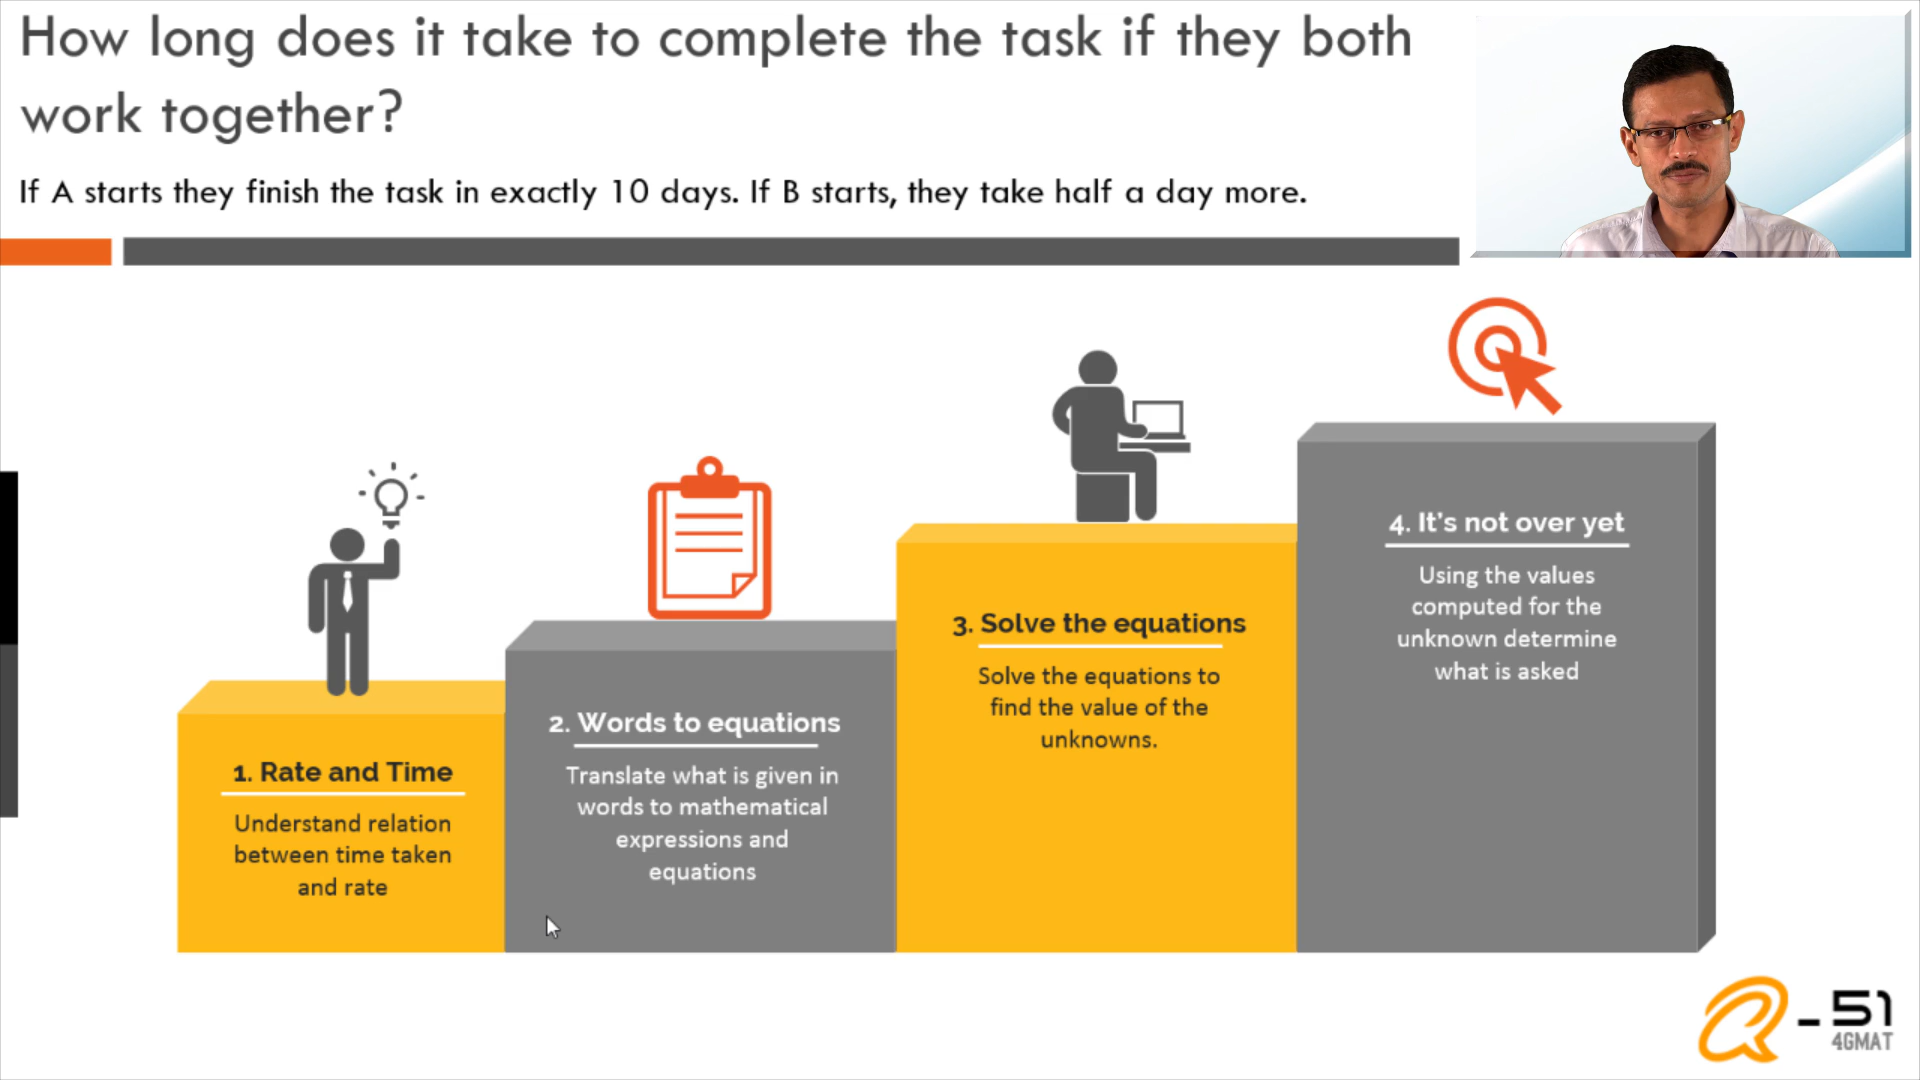 How long does it take to complete the task if they both
work together?
If A starts they finish the task in exactly 10 days. If B starts, they take half a day more.
1. Rate and Time
Understand relation
between time taken
and rate
2. Words to equations
Translate what is given in
words to mathematical
expressions and
equations
3. Solve the equations
Solve the equations to
find the value of the
unknowns.
4. It's not over yet
Using the values
computed for the
unknown determine
what is asked
Q-51
4GMAT